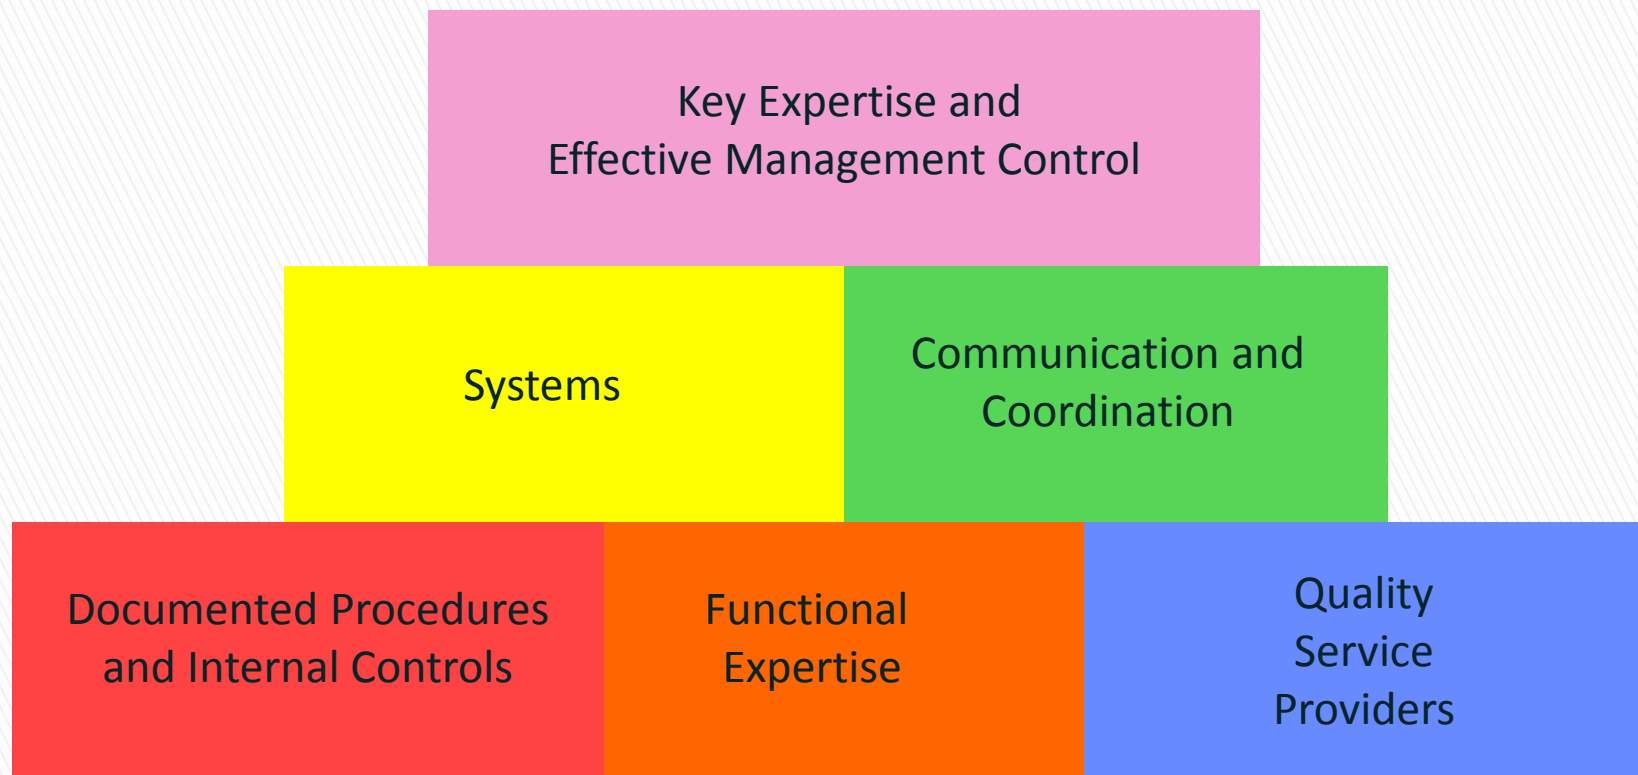 Key Expertise and
Effective Management Control
Systems
Communication and
Coordination
Documented Procedures
and Internal Controls
Functional
Expertise
Quality
Service
Providers